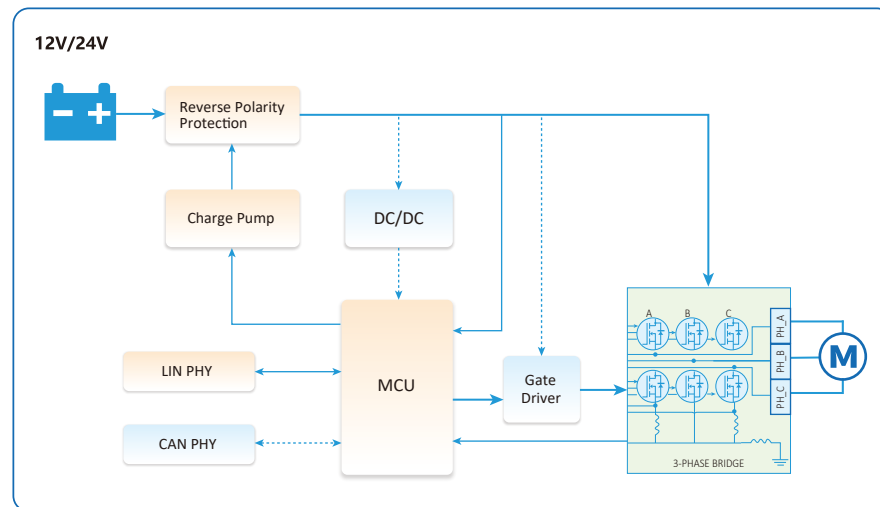 12V/24V
Reverse Polarity
Protection
Charge Pump
DC/DC
LIN PHY
CAN PHY
MCU
Gate
Driver
A B C
PH_A
PH_B
PH_C
M
3-PHASE BRIDGE